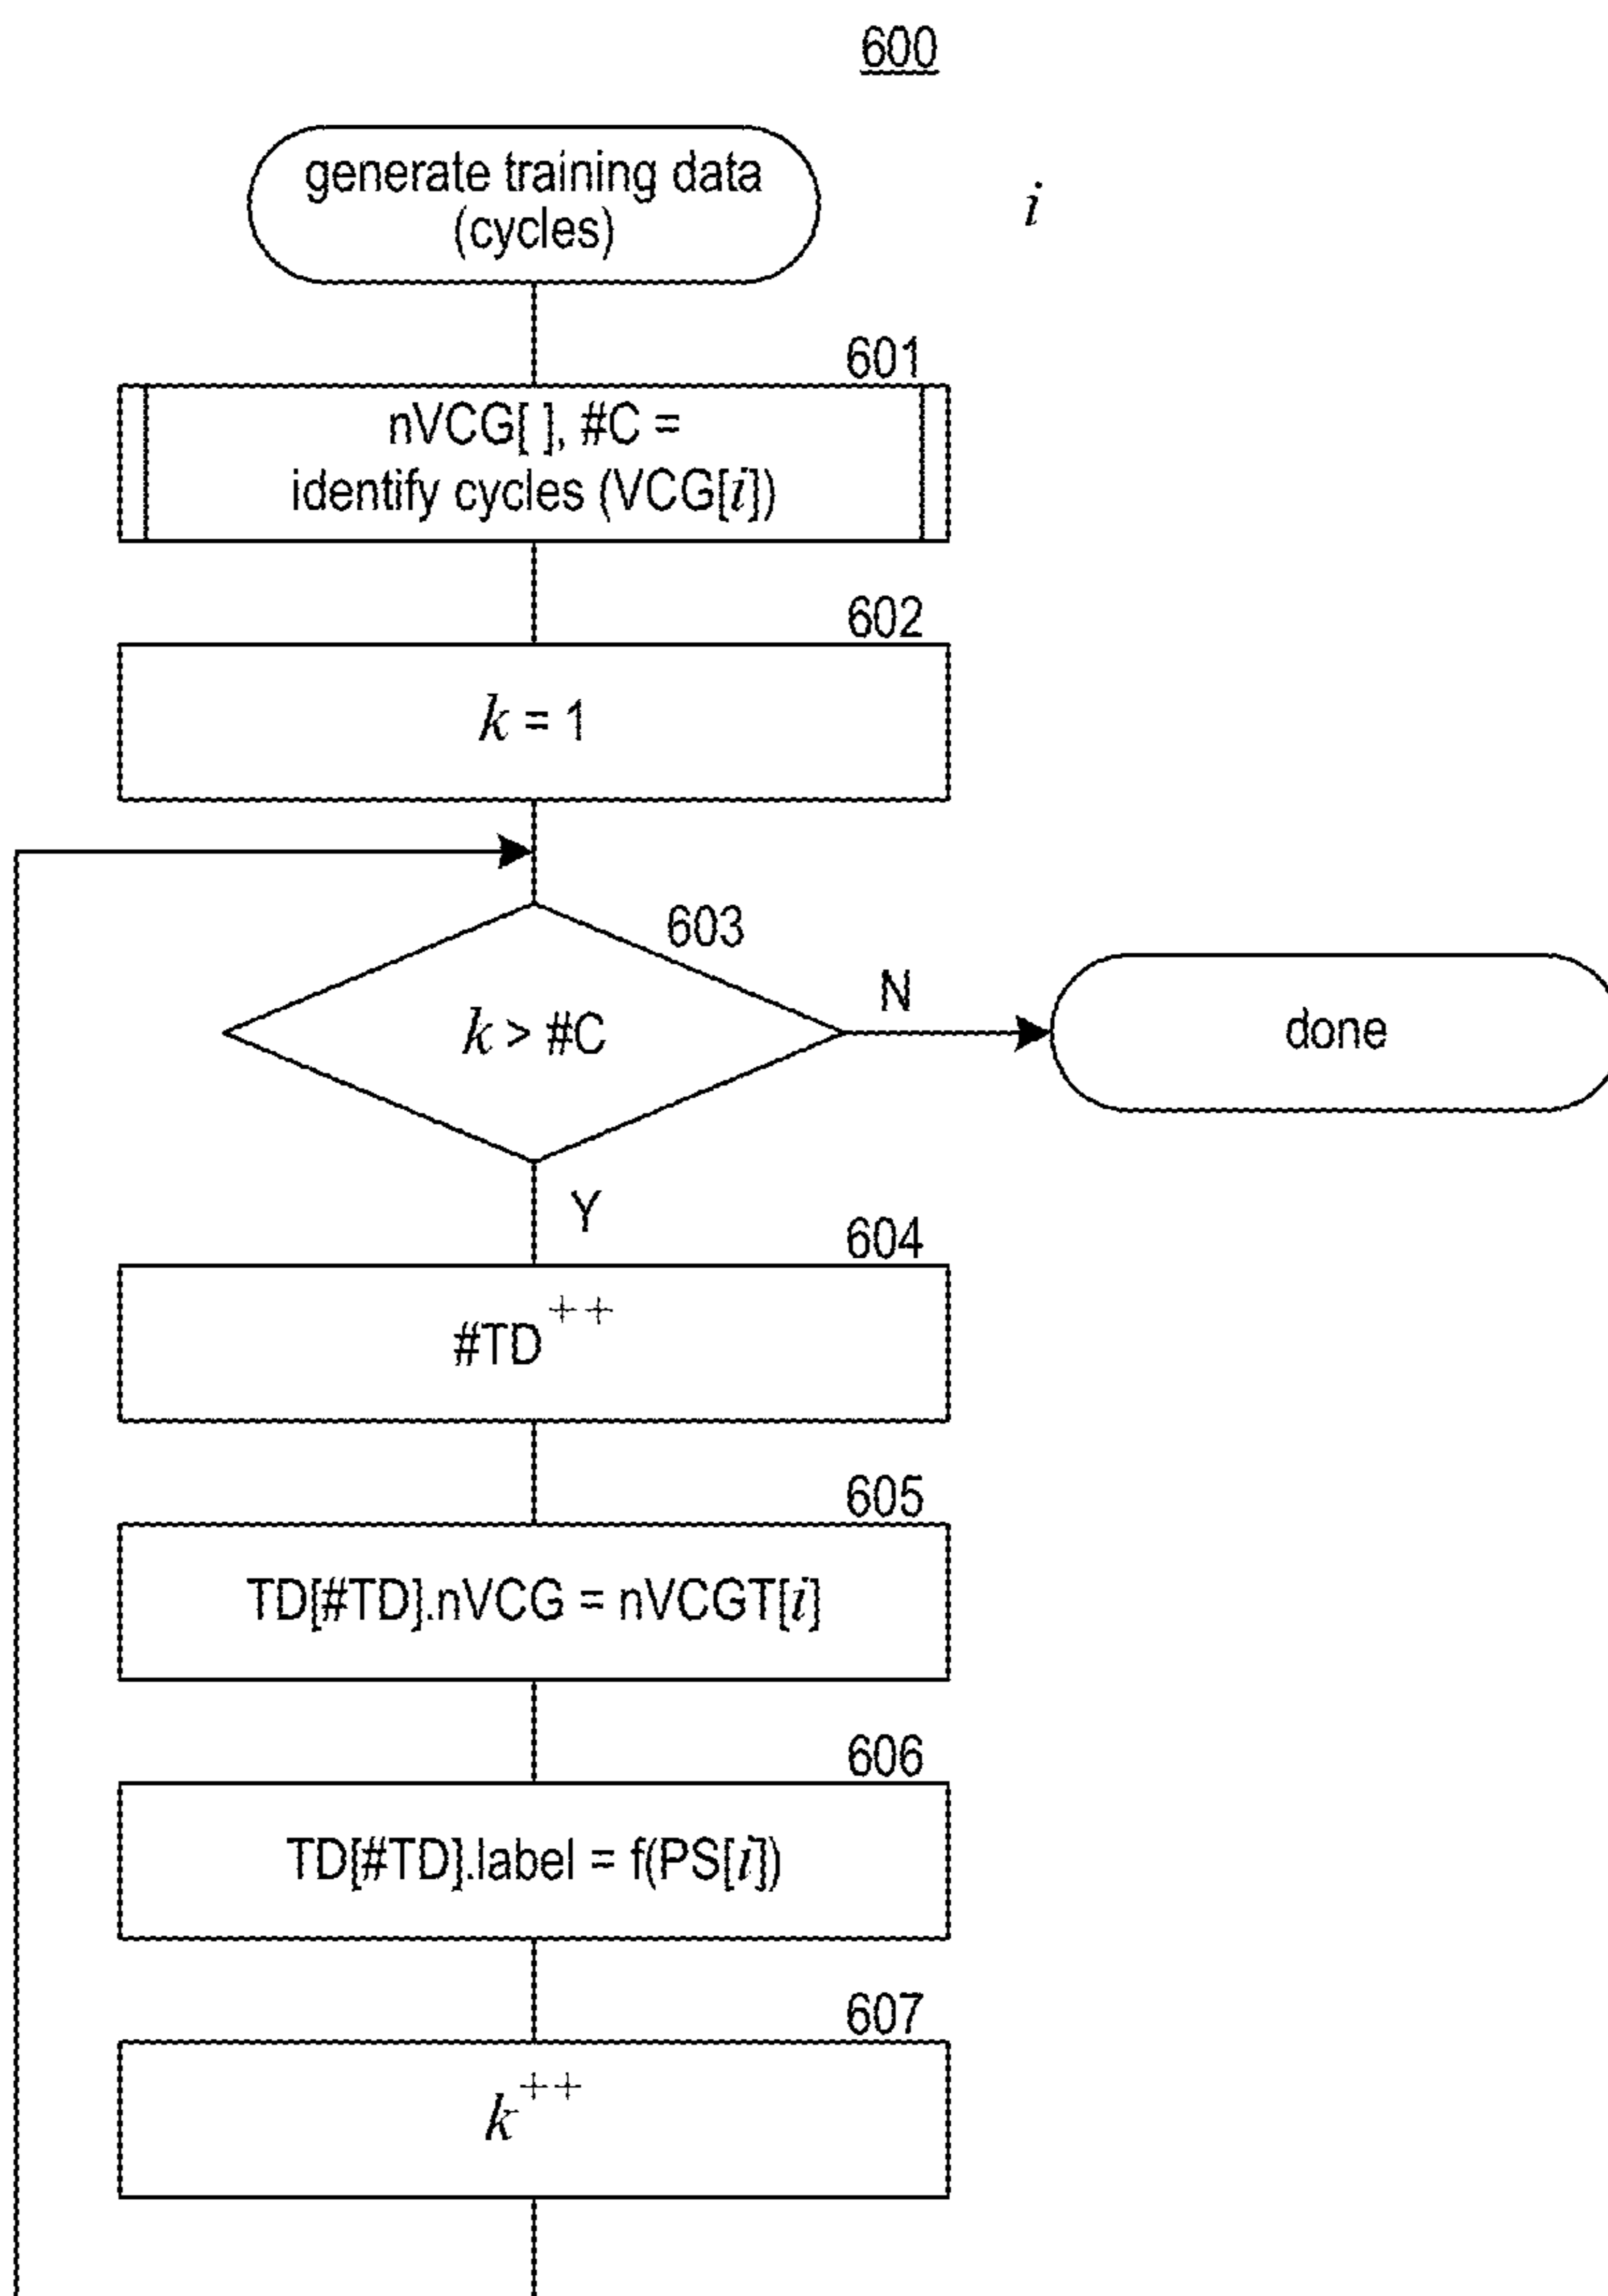 600
generate training data
(cycles)
i
601
nVCG[ ], #C =
identify cycles (VCG[i])
602
k = 1
603
k > #C
N
done
Y
604
#TD++
605
TD[#TD].nVCG = nVCGT[i]
606
TD[#TD].label = f(PS[i])
607
k++